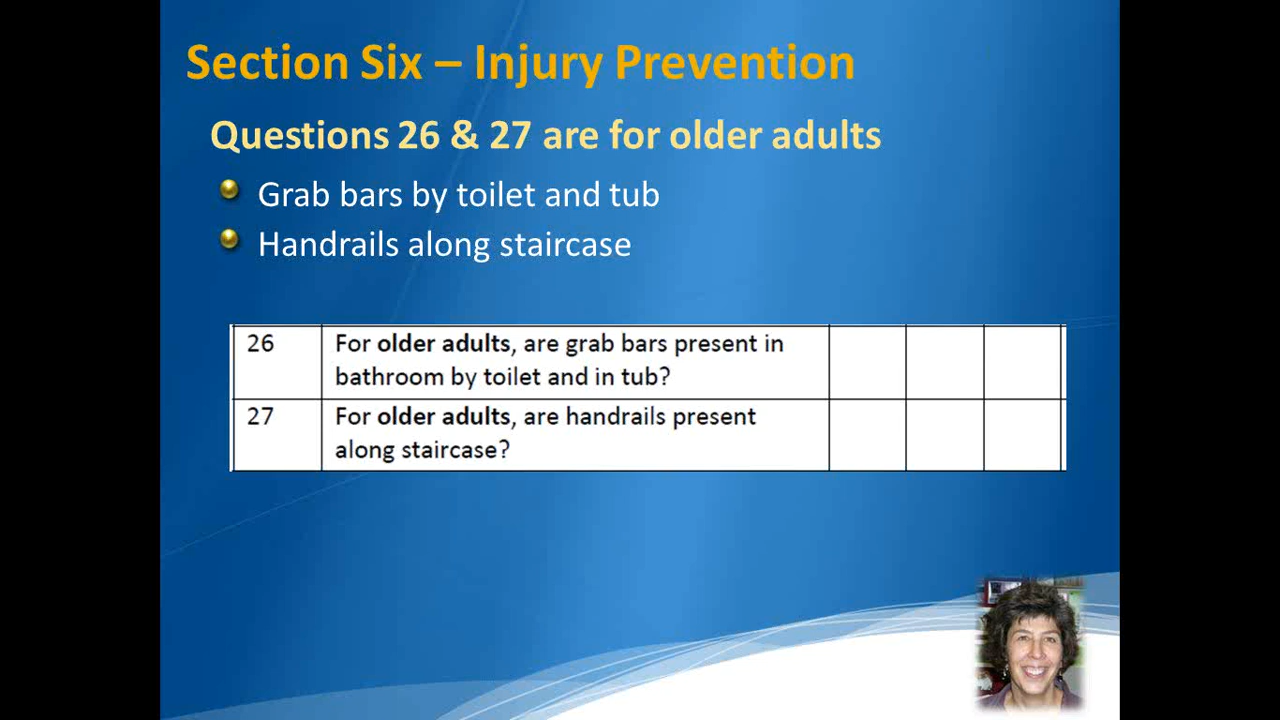 Section Six – Injury Prevention
Questions 26 & 27 are for older adults
Grab bars by toilet and tub
Handrails along staircase
26 For older adults, are grab bars present in
bathroom by toilet and in tub?
27 For older adults, are handrails present
along staircase?